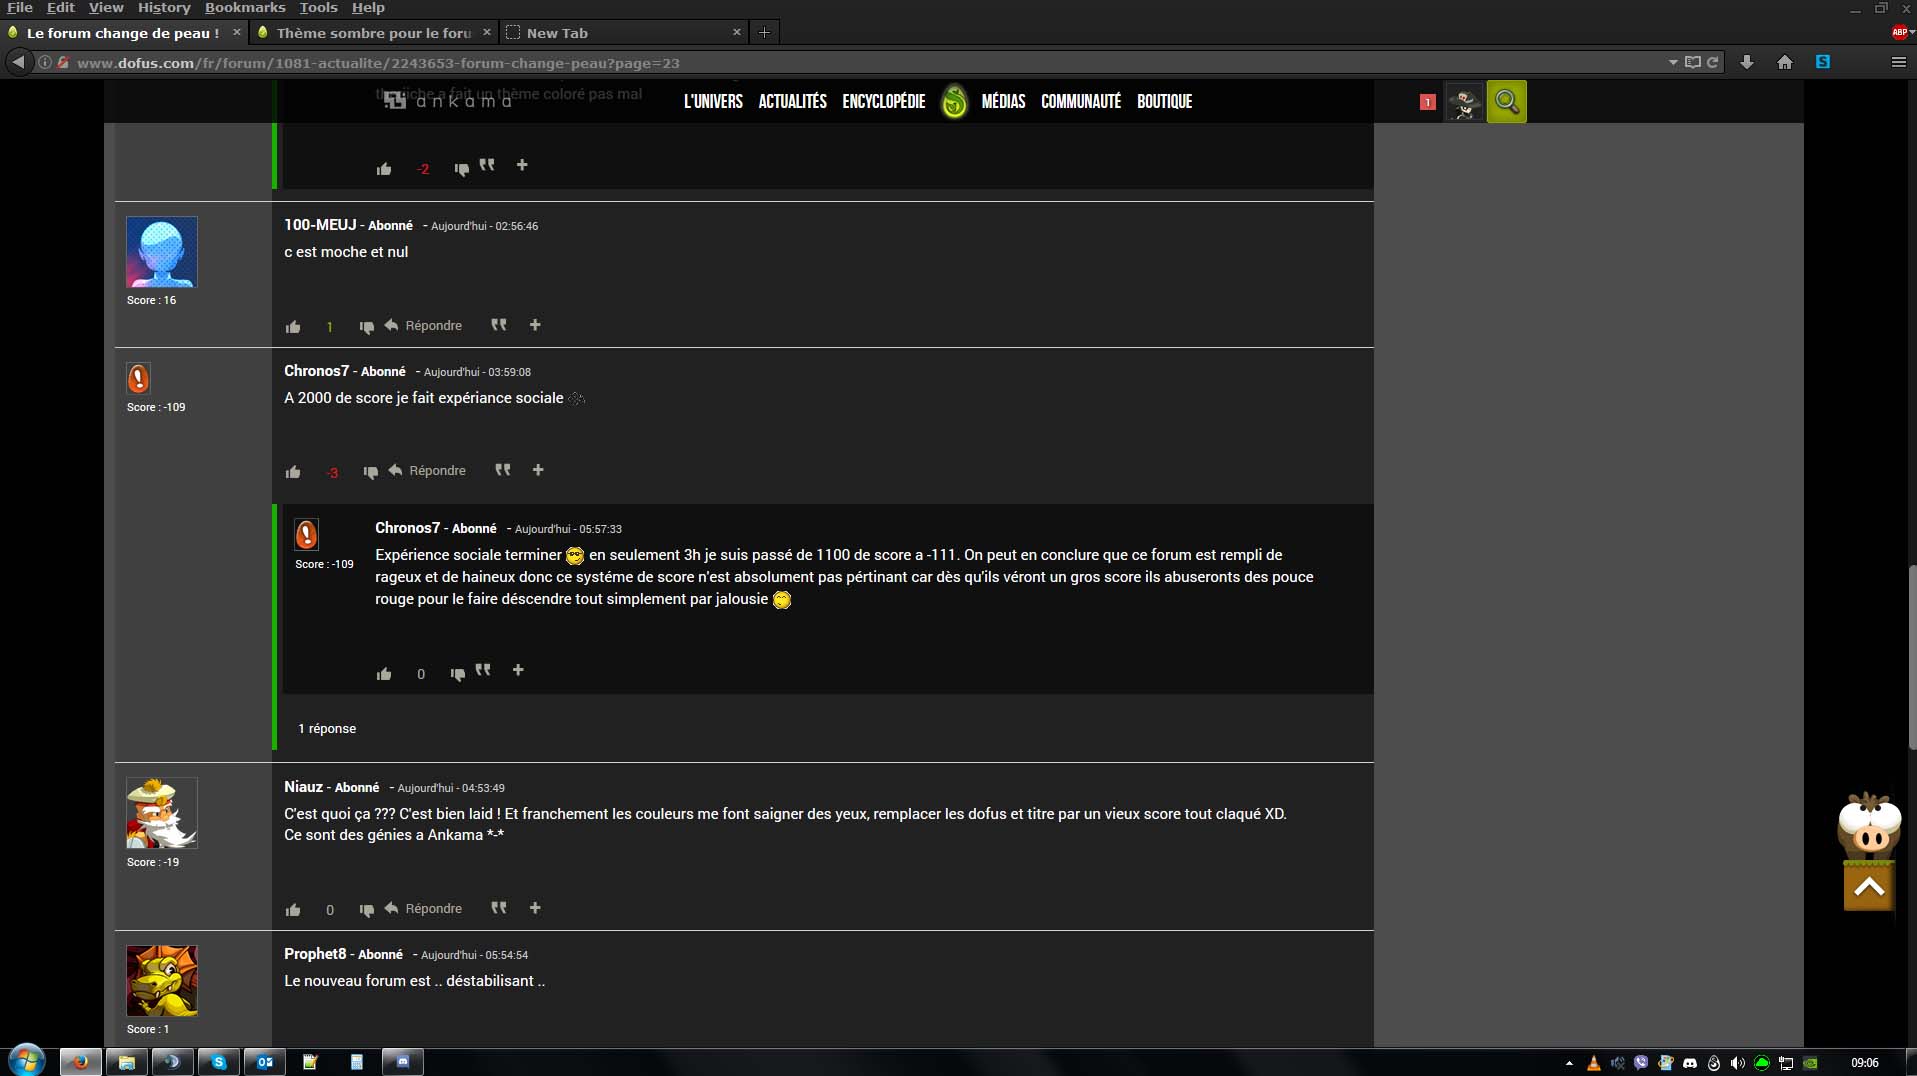 File Edit View History Bookmarks Tools Help
Le forum change de peau !
Thème sombre pour le foru
New Tab
ABP
www.dofus.com/fr/forum/1081-actualite/2243653-forum-change-peau?page=23
a fait un thème coloré pas mal
ankama
L'UNIVERS ACTUALITÉS ENCYCLOPÉDIE MÉDIAS COMMUNAUTÉ BOUTIQUE
1
-2
100-MEUJ - Abonné - Aujourd'hui - 02:56:46
c est moche et nul
Score : 16
1 Répondre
Chronos7 - Abonné - Aujourd'hui - 03:59:08
A 2000 de score je fait expériance sociale
Score : -109
-3 Répondre
Chronos7 - Abonné - Aujourd'hui - 05:57:33
Expérience sociale terminer en seulement 3h je suis passé de 1100 de score a -111. On peut en conclure que ce forum est rempli de
rageux et de haineux donc ce systéme de score n'est absolument pas pértinant car dès qu'ils véront un gros score ils abuseronts des pouce
rouge pour le faire déscendre tout simplement par jalousie
Score : -109
0
1 réponse
Niauz - Abonné - Aujourd'hui - 04:53:49
C'est quoi ça ??? C'est bien laid ! Et franchement les couleurs me font saigner des yeux, remplacer les dofus et titre par un vieux score tout claqué XD.
Ce sont des génies a Ankama *-*
Score : -19
0 Répondre
Prophet8 - Abonné - Aujourd'hui - 05:54:54
Le nouveau forum est .. déstabilisant ..
Score : 1
09:06